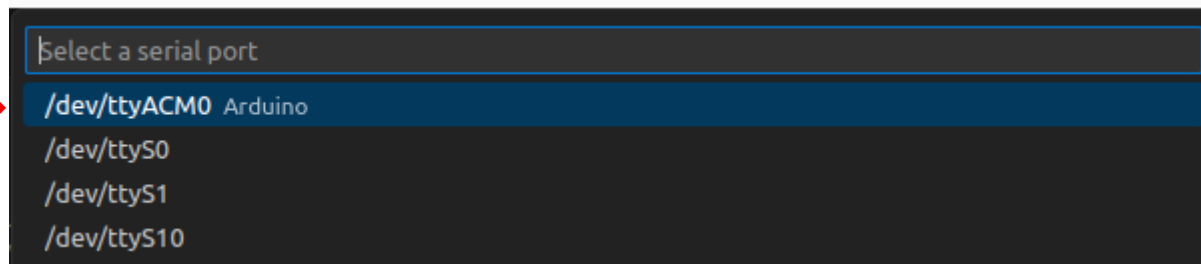 Select a serial port
/dev/ttyACM0 Arduino
/dev/ttyS0
/dev/ttyS1
/dev/ttyS10